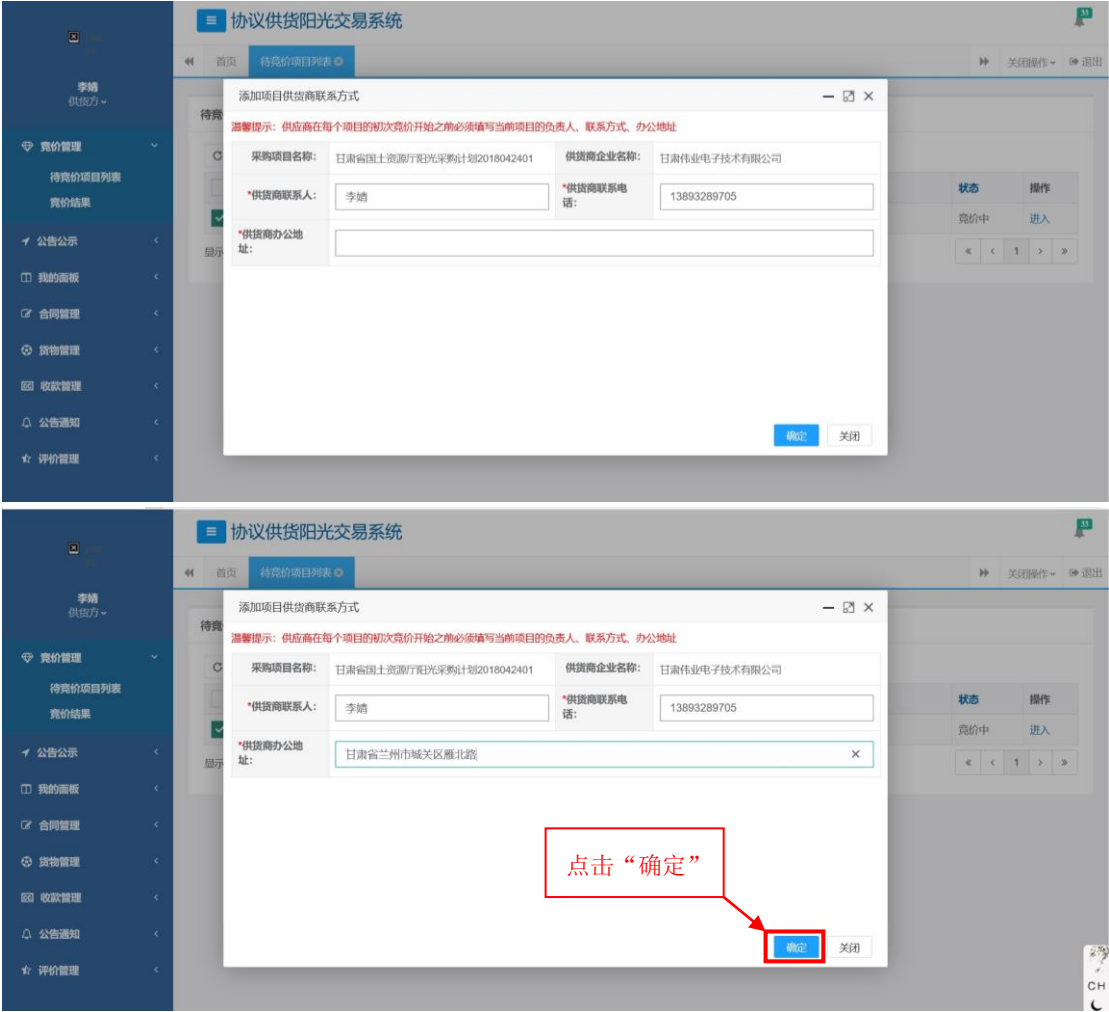 协议供货阳光交易系统
33
首页
待竞价项目列表
关闭操作
退出
李婧
供货方
竞价管理
待竞价项目列表
竞价结果
公告公示
我的面板
合同管理
货物管理
收款管理
公告通知
评价管理
待竞
显示
状态
操作
竞价中
进入
« ‹ 1 › »
添加项目供货商联系方式
温馨提示：供应商在每个项目的初次竞价开始之前必须填写当前项目的负责人、联系方式、办公地址
采购项目名称：
甘肃省国土资源厅阳光采购计划2018042401
供货商企业名称：
甘肃伟业电子技术有限公司
*供货商联系人：
李婧
*供货商联系电
话：
13893289705
*供货商办公地
址：
确定
关闭
协议供货阳光交易系统
33
首页
待竞价项目列表
关闭操作
退出
李婧
供货方
竞价管理
待竞价项目列表
竞价结果
公告公示
我的面板
合同管理
货物管理
收款管理
公告通知
评价管理
待竞
显示
状态
操作
竞价中
进入
« ‹ 1 › »
添加项目供货商联系方式
温馨提示：供应商在每个项目的初次竞价开始之前必须填写当前项目的负责人、联系方式、办公地址
采购项目名称：
甘肃省国土资源厅阳光采购计划2018042401
供货商企业名称：
甘肃伟业电子技术有限公司
*供货商联系人：
李婧
*供货商联系电
话：
13893289705
*供货商办公地
址：
甘肃省兰州市城关区雁北路
点击“确定”
确定
关闭
CH